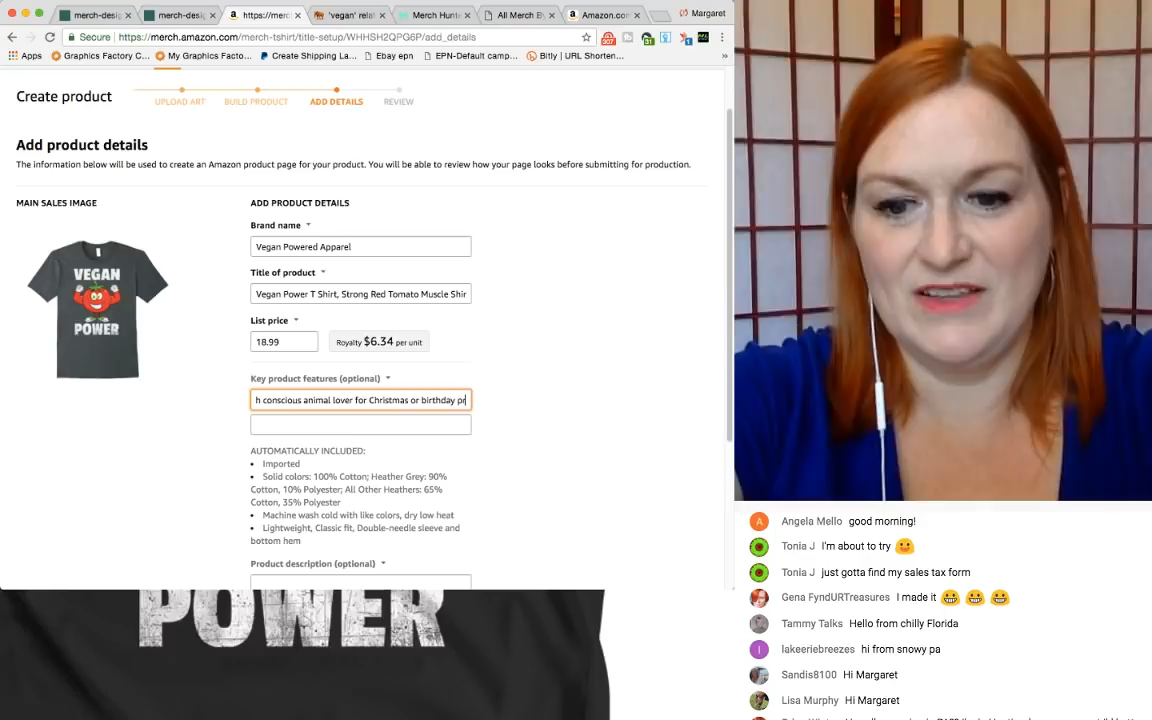 merch-desig
merch-desig
https://merc
'vegan' rela
Merch Hunte
All Merch By
Amazon.com
Margaret
Secure
https://merch.amazon.com/merch-tshirt/title-setup/WHHSH2QPG6P/add_details
307
31
1
Apps
Graphics Factory C...
My Graphics Facto...
Create Shipping La...
Ebay epn
EPN-Default camp...
Bitly | URL Shorten...
»
Create product
UPLOAD ART
BUILD PRODUCT
ADD DETAILS
REVIEW
Add product details
The information below will be used to create an Amazon product page for your product. You will be able to review how your page looks before submitting for production.
MAIN SALES IMAGE
VEGAN
POWER
ADD PRODUCT DETAILS
Brand name
Vegan Powered Apparel
Title of product
Vegan Power T Shirt, Strong Red Tomato Muscle Shir
List price
18.99
Royalty $6.34 per unit
Key product features (optional)
h conscious animal lover for Christmas or birthday pr
AUTOMATICALLY INCLUDED:
• Imported
• Solid colors: 100% Cotton; Heather Grey: 90%
Cotton, 10% Polyester; All Other Heathers: 65%
Cotton, 35% Polyester
• Machine wash cold with like colors, dry low heat
• Lightweight, Classic fit, Double-needle sleeve and
bottom hem
Product description (optional)
POWER
A
Angela Mello good morning!
Tonia J I'm about to try
Tonia J just gotta find my sales tax form
Gena FyndURTreasures I made it
Tammy Talks Hello from chilly Florida
l
lakeeriebreezes hi from snowy pa
Sandis8100 Hi Margaret
Lisa Murphy Hi Margaret